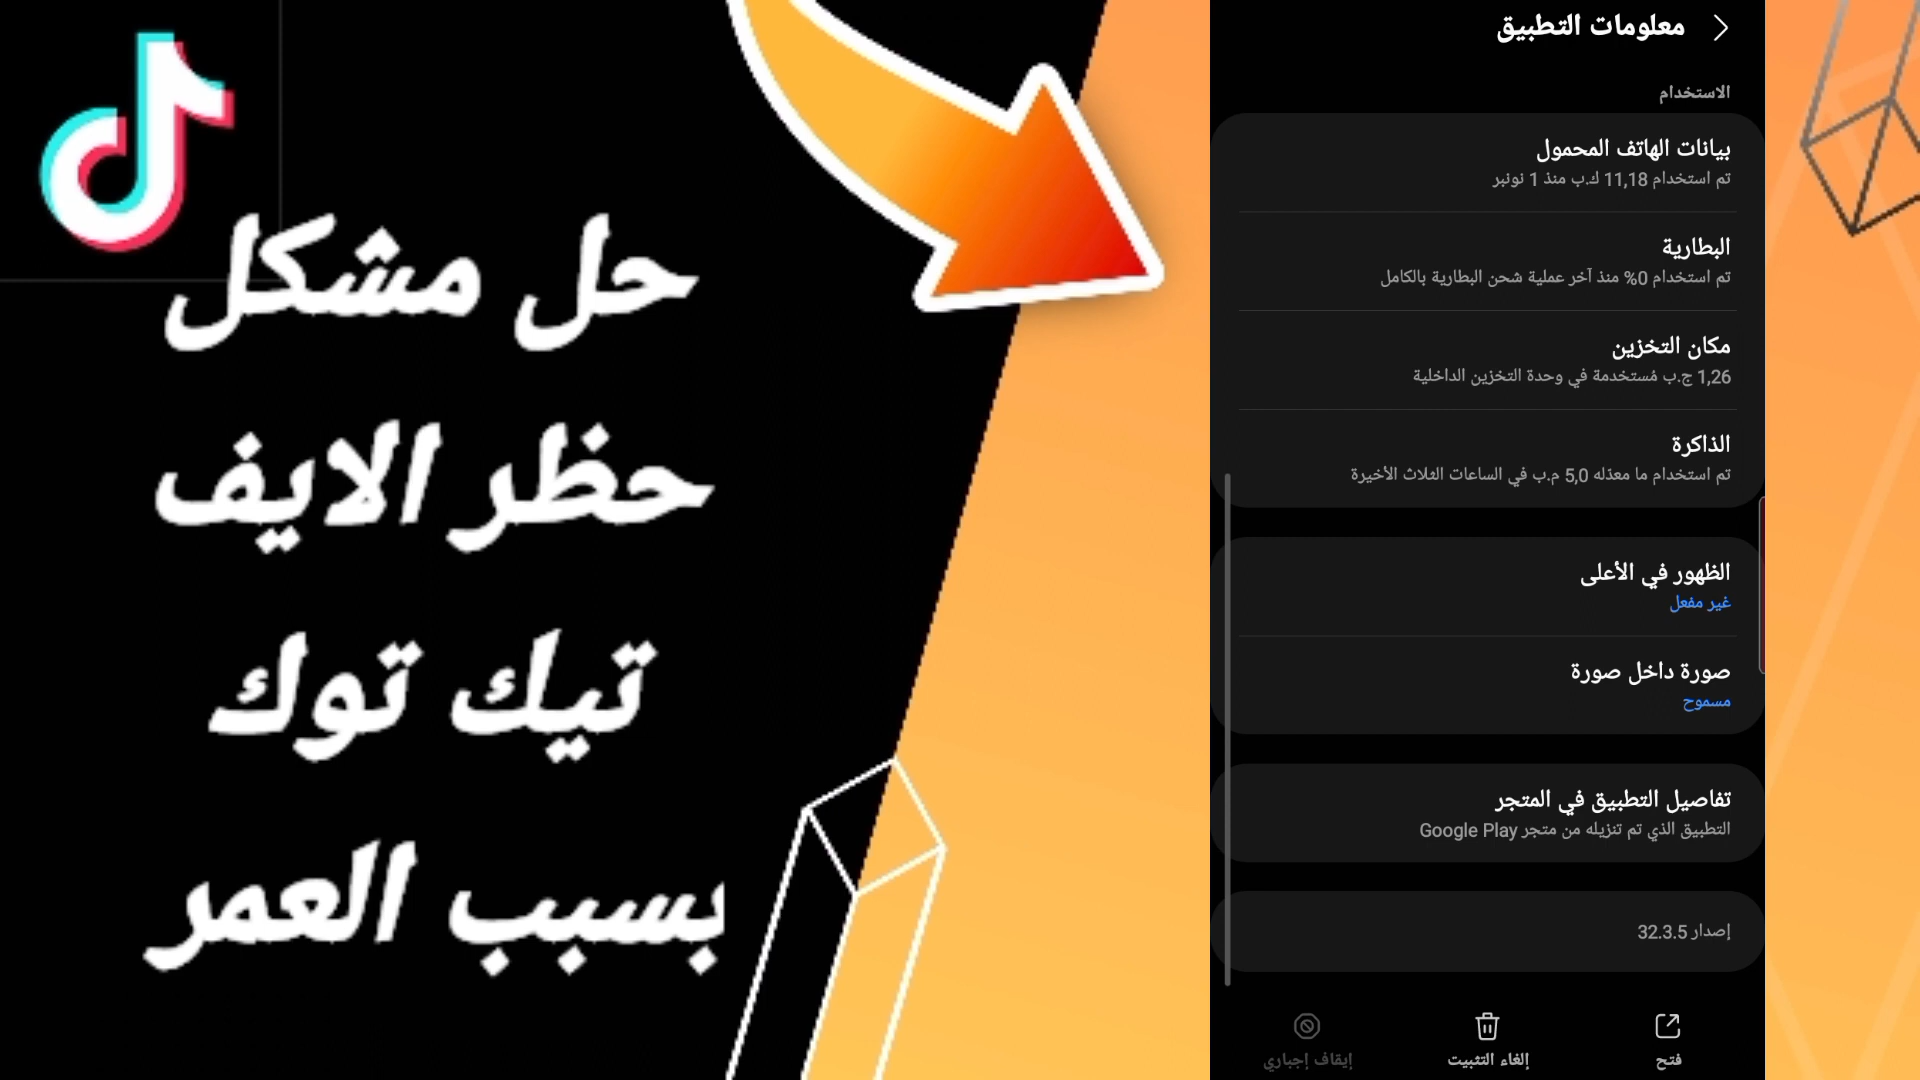 حل مشكل
حظر الايف
تيك توك
بسبب العمر
معلومات التطبيق
الاستخدام
بيانات الهاتف المحمول
تم استخدام 11,18 ك.ب منذ 1 نونبر
البطارية
تم استخدام 0% منذ آخر عملية شحن البطارية بالكامل
مكان التخزين
1,26 ج.ب مُستخدمة في وحدة التخزين الداخلية
الذاكرة
تم استخدام ما معدّله 5,0 م.ب في الساعات الثلاث الأخيرة
الظهور في الأعلى
غير مفعل
صورة داخل صورة
مسموح
تفاصيل التطبيق في المتجر
التطبيق الذي تم تنزيله من متجر Google Play
إصدار 32.3.5
فتح
إلغاء التثبيت
إيقاف إجباري